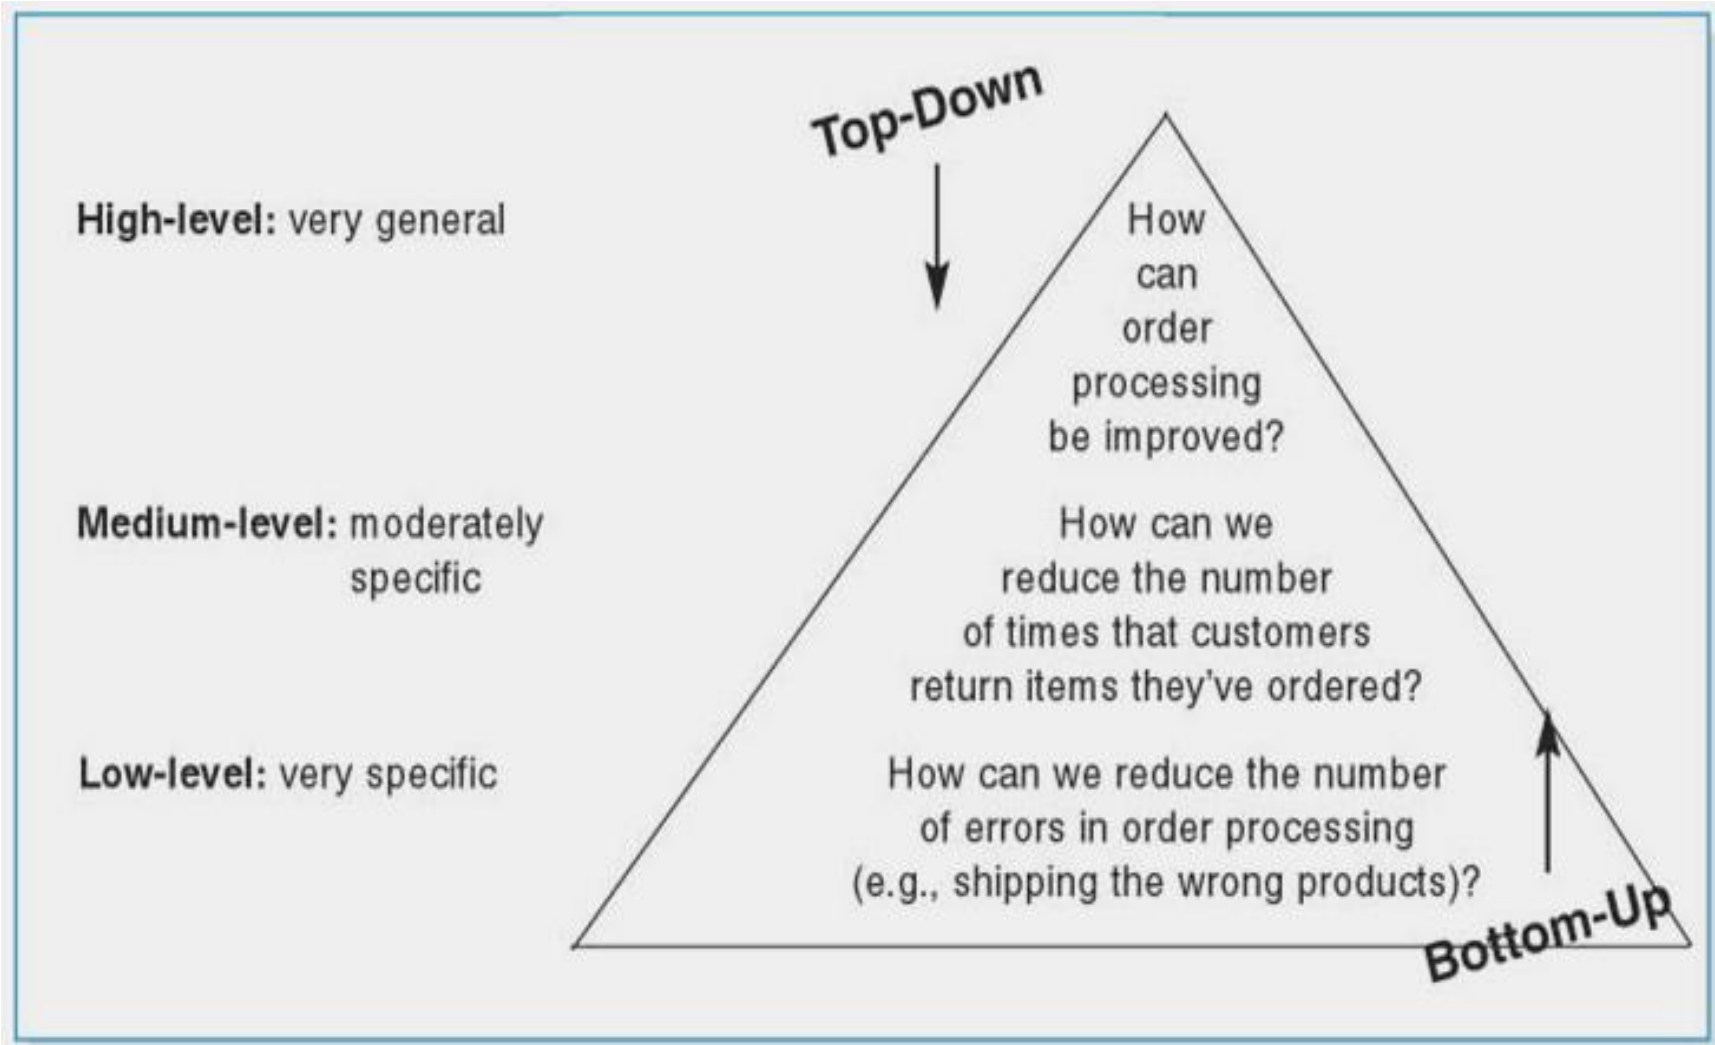 Top-Down
High-level: very general
How
can
order
processing
be improved?
Medium-level: moderately
specific
How can we
reduce the number
of times that customers
return items they've ordered?
Low-level: very specific
How can we reduce the number
of errors in order processing
(e.g., shipping the wrong products)?
Bottom-Up